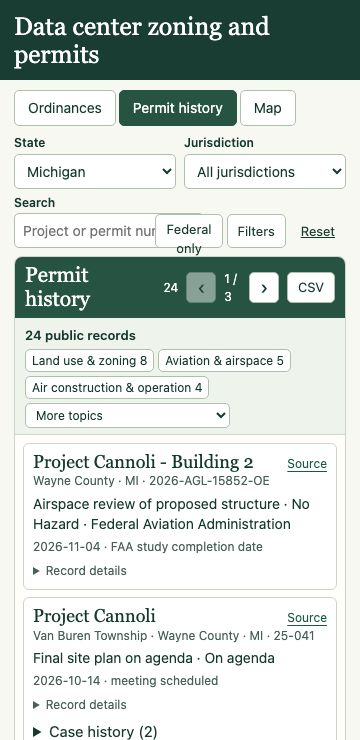 Data center zoning and
permits
Ordinances
Permit history
Map
State
Jurisdiction
Michigan
All jurisdictions
Search
Project or permit nur
Federal
only
Filters
Reset
Permit
history
24
‹
1 /
3
›
CSV
24 public records
Land use & zoning 8
Aviation & airspace 5
Air construction & operation 4
More topics
Project Cannoli - Building 2
Source
Wayne County · MI · 2026-AGL-15852-OE
Airspace review of proposed structure · No
Hazard · Federal Aviation Administration
2026-11-04 · FAA study completion date
Record details
Project Cannoli
Source
Van Buren Township · Wayne County · MI · 25-041
Final site plan on agenda · On agenda
2026-10-14 · meeting scheduled
Record details
Case history (2)